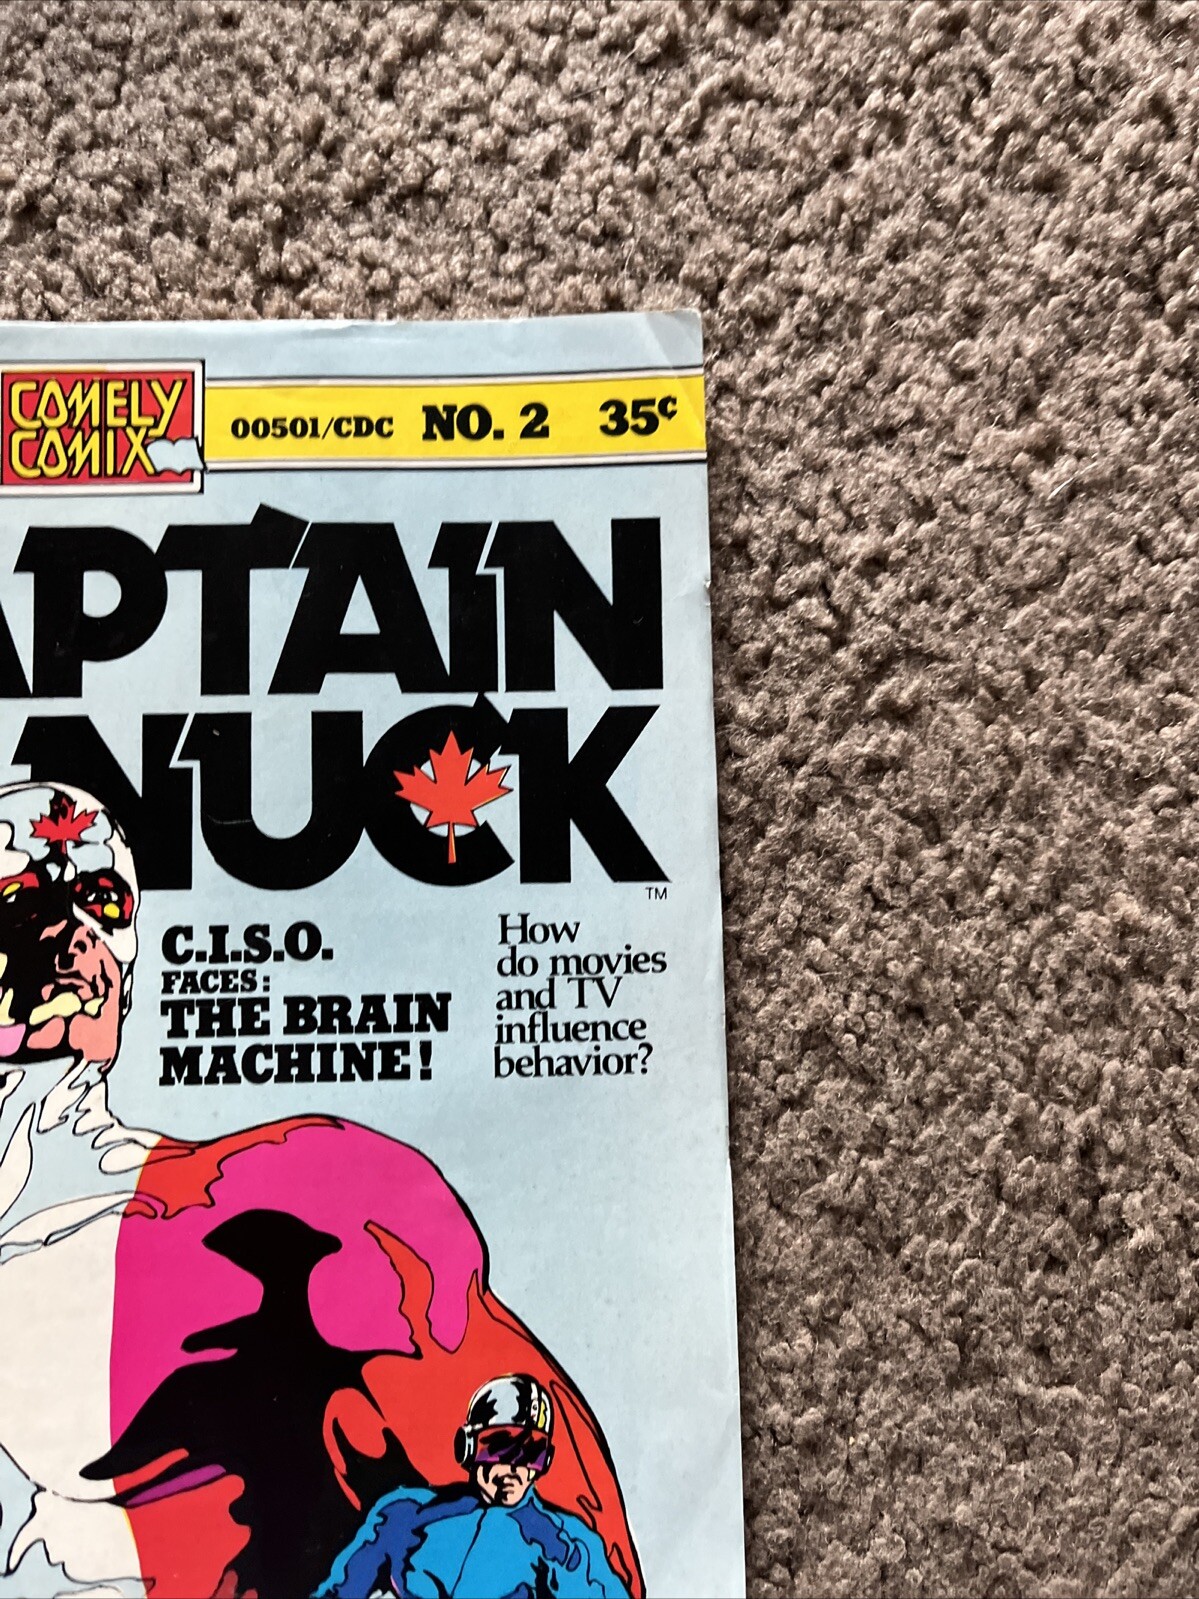 COMELY
COMIX
00501/CDC NO. 2 35¢
APTAIN
NUCK
TM
C.I.S.O.
FACES:
THE BRAIN
MACHINE!
How
do movies
and TV
influence
behavior?